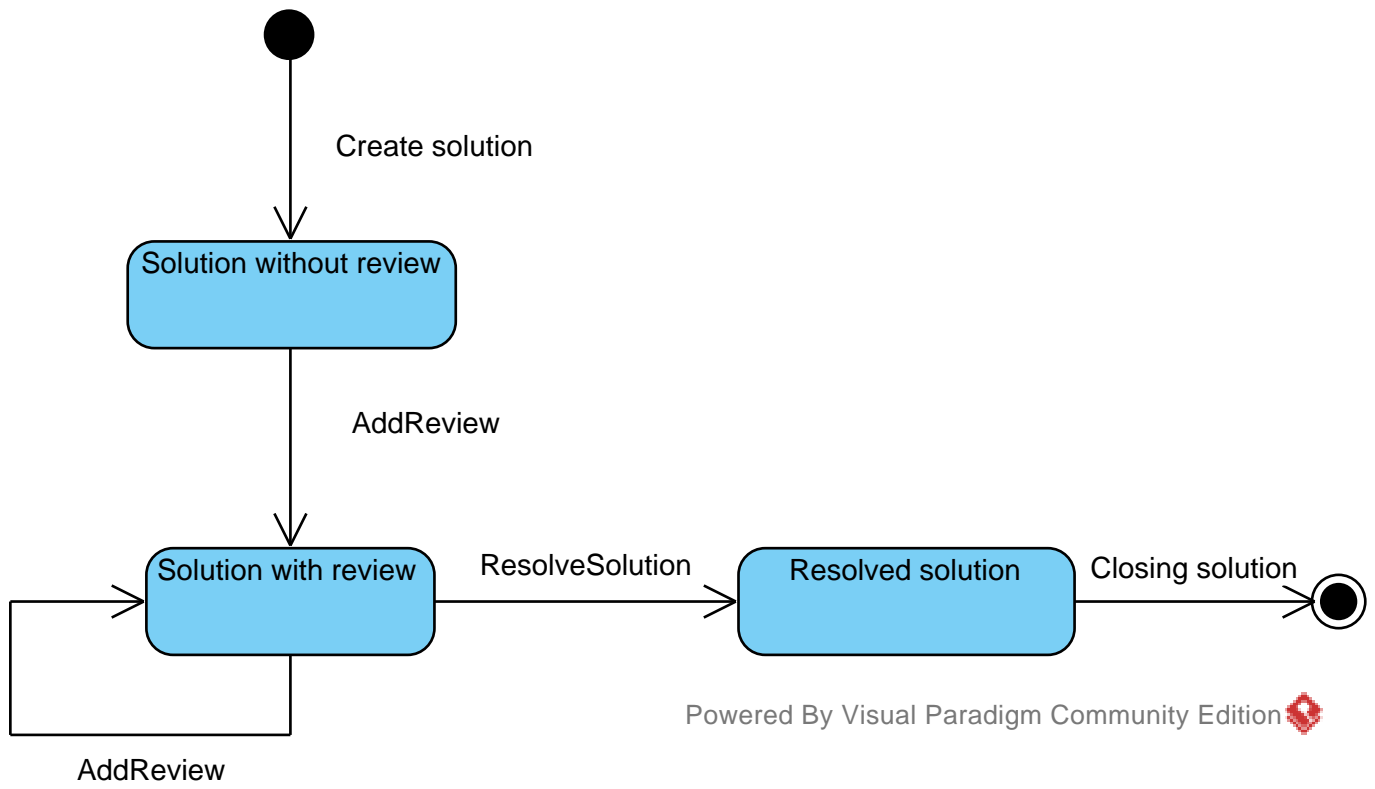 Create solution
Solution without review
AddReview
Solution with review
ResolveSolution
Resolved solution
Closing solution
Powered By Visual Paradigm Community Edition
AddReview